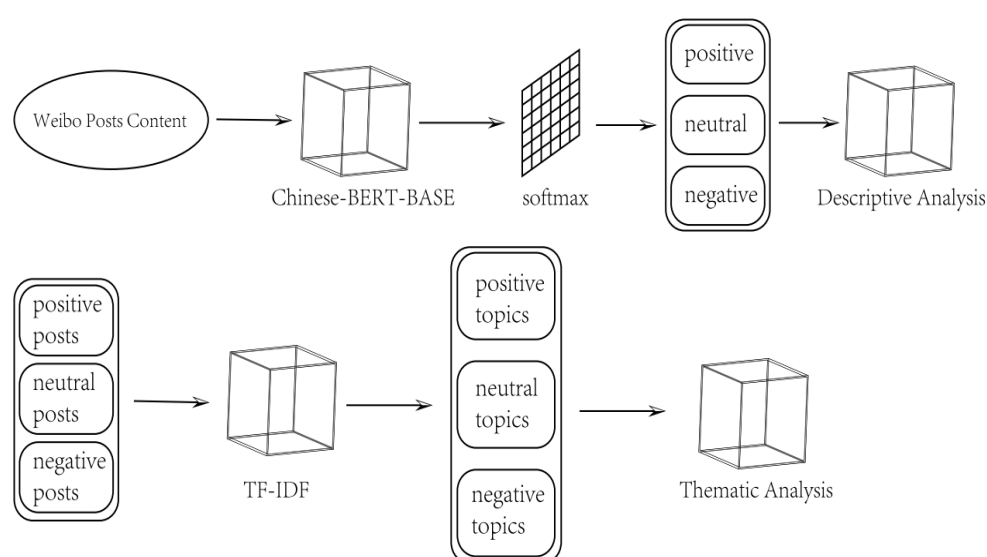 Weibo Posts Content
Chinese-BERT-BASE
softmax
positive
neutral
negative
Descriptive Analysis
positive
posts
neutral
posts
negative
posts
TF-IDF
positive
topics
neutral
topics
negative
topics
Thematic Analysis